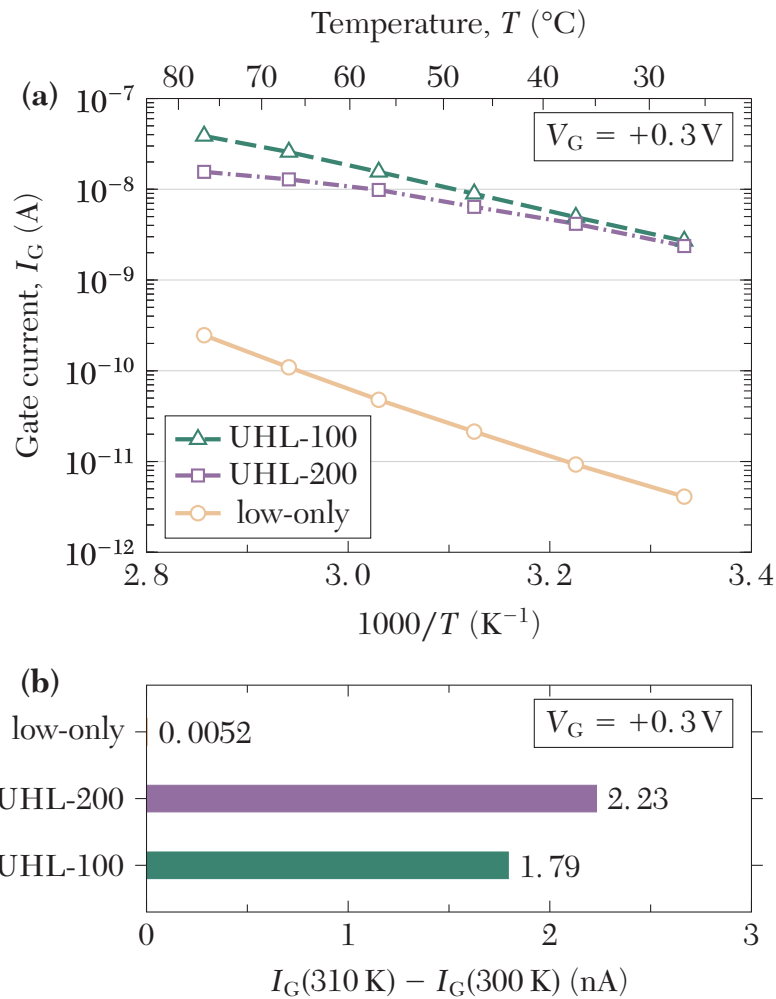 Temperature, T (°C)
80 70 60 50 40 30
(a)
V_G = +0.3 V
10⁻⁷
10⁻⁸
10⁻⁹
10⁻¹⁰
10⁻¹¹
10⁻¹²
Gate current, I_G (A)
UHL-100
UHL-200
low-only
2.8 3.0 3.2 3.4
1000/T (K⁻¹)
(b)
V_G = +0.3 V
low-only 0.0052
UHL-200 2.23
UHL-100 1.79
0 1 2 3
I_G(310 K) − I_G(300 K) (nA)